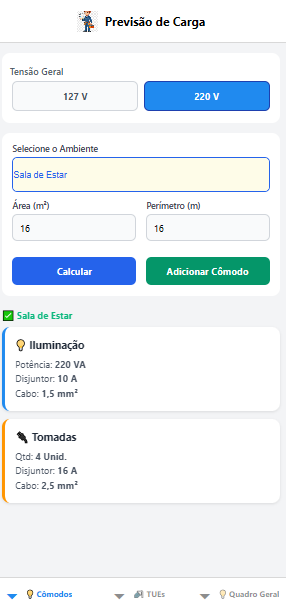 Previsão de Carga
Tensão Geral
127 V
220 V
Selecione o Ambiente
Sala de Estar
Área (m²)
Perímetro (m)
16
16
Calcular
Adicionar Cômodo
Sala de Estar
Iluminação
Potência: 220 VA
Disjuntor: 10 A
Cabo: 1,5 mm²
Tomadas
Qtd: 4 Unid.
Disjuntor: 16 A
Cabo: 2,5 mm²
Cômodos
TUEs
Quadro Geral